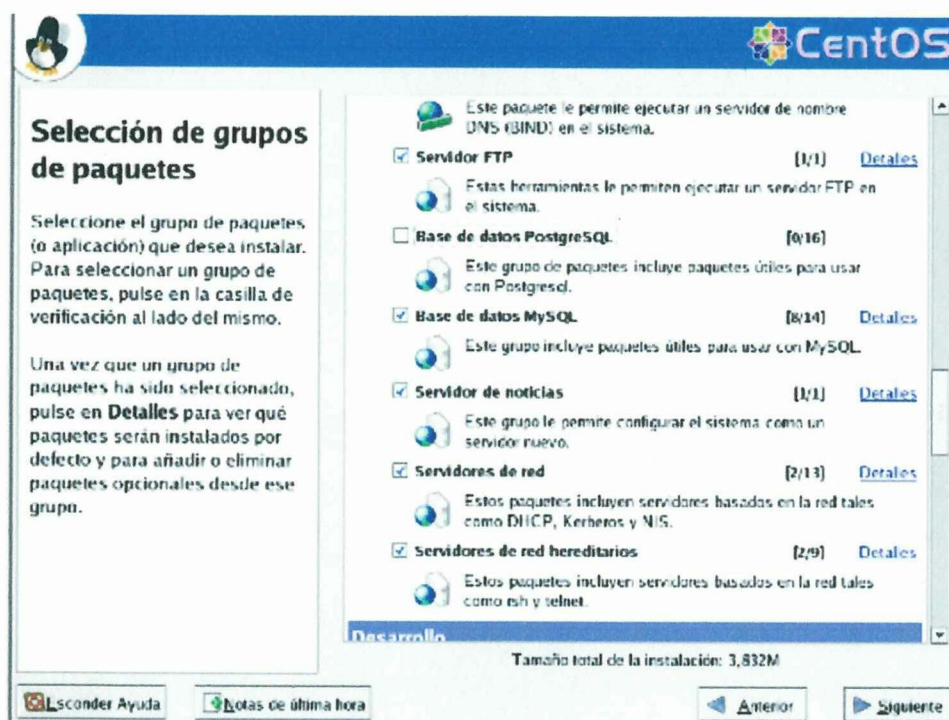 CentOS
Selección de grupos
de paquetes
Seleccione el grupo de paquetes
(o aplicación) que desea instalar.
Para seleccionar un grupo de
paquetes, pulse en la casilla de
verificación al lado del mismo.
Una vez que un grupo de
paquetes ha sido seleccionado,
pulse en Detalles para ver qué
paquetes serán instalados por
defecto y para añadir o eliminar
paquetes opcionales desde ese
grupo.
Este paquete le permite ejecutar un servidor de nombre
DNS (BIND) en el sistema.
Servidor FTP [1/1] Detalles
Estas herramientas le permiten ejecutar un servidor FTP en
el sistema.
Base de datos PostgreSQL [0/16]
Este grupo de paquetes incluye paquetes útiles para usar
con Postgresql.
Base de datos MySQL [8/14] Detalles
Este grupo incluye paquetes útiles para usar con MySQL.
Servidor de noticias [1/1] Detalles
Este grupo le permite configurar el sistema como un
servidor nuevo.
Servidores de red [2/13] Detalles
Estos paquetes incluyen servidores basados en la red tales
como DHCP, Kerberos y NIS.
Servidores de red hereditarios [2/9] Detalles
Estos paquetes incluyen servidores basados en la red tales
como rsh y telnet.
Desarrollo
Tamaño total de la instalación: 3,832M
Esconder Ayuda
Notas de última hora
Anterior
Siguiente